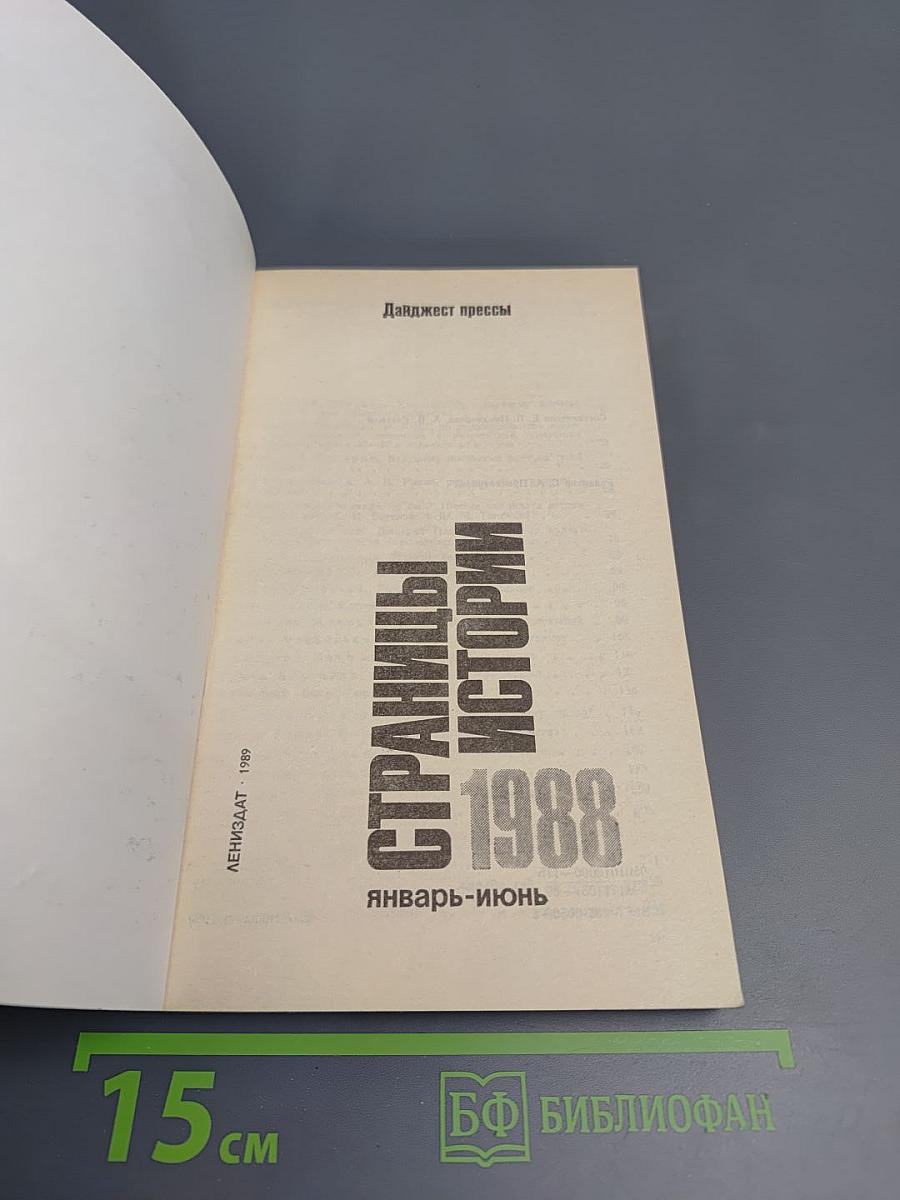 Дайджест прессы
СТРАНИЦЫ
ИСТОРИИ
1988
январь-июнь
ЛЕНИЗДАТ · 1989
15 см
БФ БИБЛИОФАН